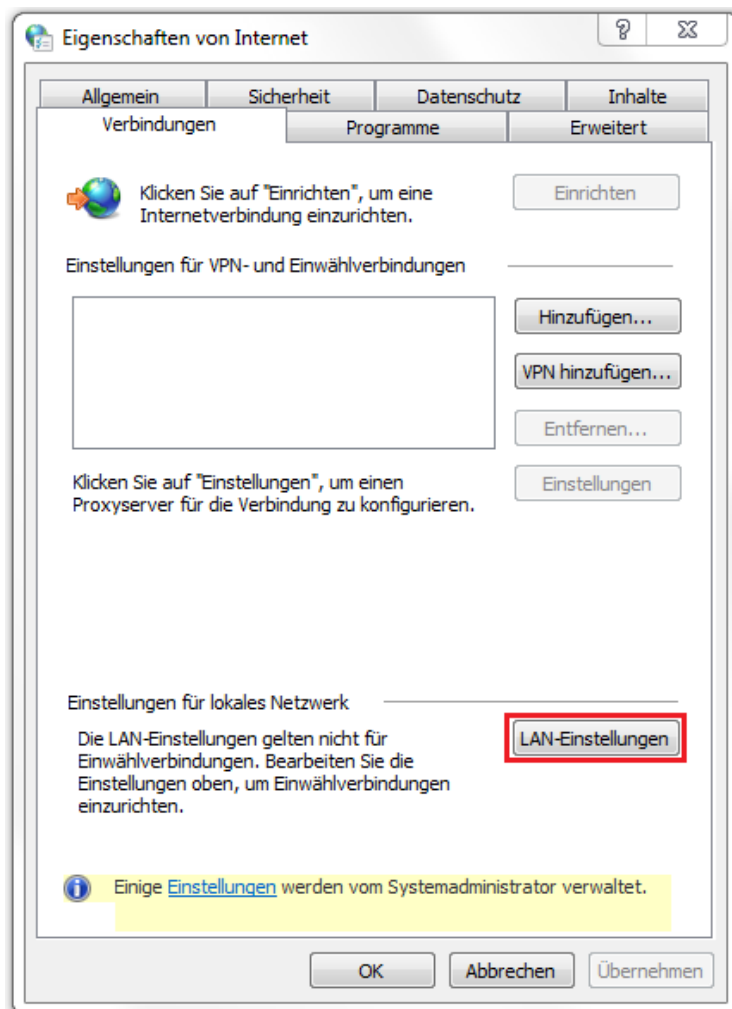 Eigenschaften von Internet
Allgemein
Sicherheit
Datenschutz
Inhalte
Verbindungen
Programme
Erweitert
Klicken Sie auf "Einrichten", um eine
Internetverbindung einzurichten.
Einrichten
Einstellungen für VPN- und Einwählverbindungen
Hinzufügen...
VPN hinzufügen...
Entfernen...
Klicken Sie auf "Einstellungen", um einen
Proxyserver für die Verbindung zu konfigurieren.
Einstellungen
Einstellungen für lokales Netzwerk
Die LAN-Einstellungen gelten nicht für
Einwählverbindungen. Bearbeiten Sie die
Einstellungen oben, um Einwählverbindungen
einzurichten.
LAN-Einstellungen
Einige Einstellungen werden vom Systemadministrator verwaltet.
OK
Abbrechen
Übernehmen